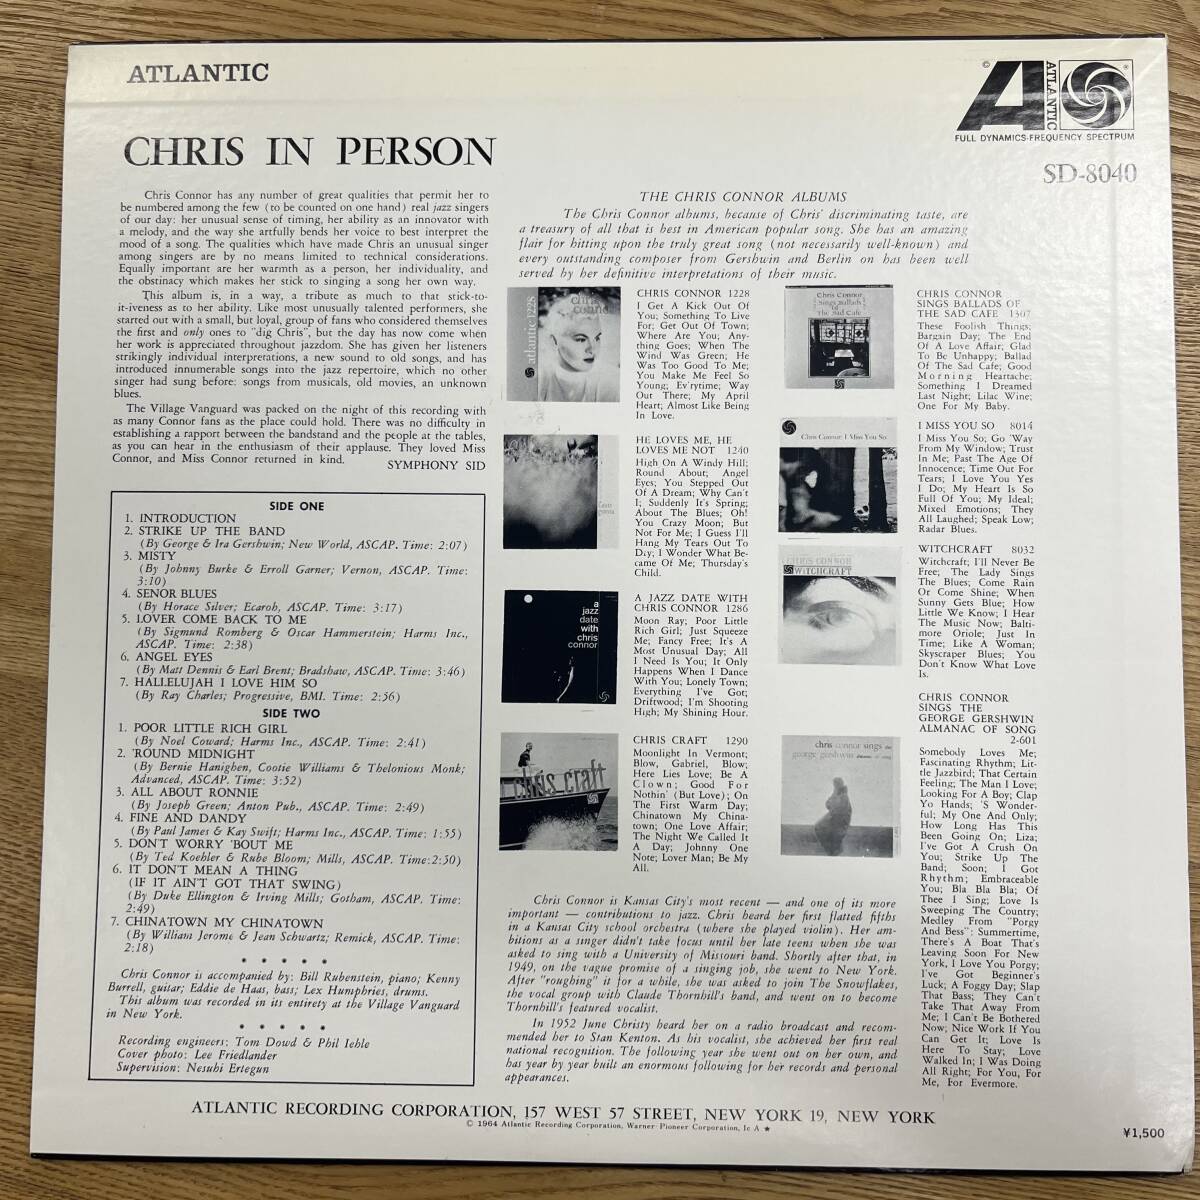 ATLANTIC
ATLANTIC
FULL DYNAMICS-FREQUENCY SPECTRUM
SD-8040
CHRIS IN PERSON
Chris Connor has any number of great qualities that permit her to
be numbered among the few (to be counted on one hand) real jazz singers
of our day: her unusual sense of timing, her ability as an innovator with
a melody, and the way she artfully bends her voice to best interpret the
mood of a song. The qualities which have made Chris an unusual singer
among singers are by no means limited to technical considerations.
Equally important are her warmth as a person, her individuality, and
the obstinacy which makes her stick to singing a song her own way.
This album is, in a way, a tribute as much to that stick-to-
it-iveness as to her ability. Like most unusually talented performers, she
started out with a small, but loyal, group of fans who considered themselves
the first and only ones to "dig Chris", but the day has now come when
her work is appreciated throughout jazzdom. She has given her listeners
strikingly individual interpretations, a new sound to old songs, and has
introduced innumerable songs into the jazz repertoire, which no other
singer had sung before: songs from musicals, old movies, an unknown
blues.
The Village Vanguard was packed on the night of this recording with
as many Connor fans as the place could hold. There was no difficulty in
establishing a rapport between the bandstand and the people at the tables,
as you can hear in the enthusiasm of their applause. They loved Miss
Connor, and Miss Connor returned in kind.
SYMPHONY SID
SIDE ONE
1. INTRODUCTION
2. STRIKE UP THE BAND
(By George & Ira Gershwin; New World, ASCAP. Time: 2:07)
3. MISTY
(By Johnny Burke & Erroll Garner; Vernon, ASCAP. Time:
3:10)
4. SENOR BLUES
(By Horace Silver; Ecaroh, ASCAP. Time: 3:17)
5. LOVER COME BACK TO ME
(By Sigmund Romberg & Oscar Hammerstein; Harms Inc.,
ASCAP. Time: 2:38)
6. ANGEL EYES
(By Matt Dennis & Earl Brent; Bradshaw, ASCAP. Time: 3:46)
7. HALLELUJAH I LOVE HIM SO
(By Ray Charles; Progressive, BMI. Time: 2:56)
SIDE TWO
1. POOR LITTLE RICH GIRL
(By Noel Coward; Harms Inc., ASCAP. Time: 2:41)
2. 'ROUND MIDNIGHT
(By Bernie Hanighen, Cootie Williams & Thelonious Monk;
Advanced, ASCAP. Time: 3:52)
3. ALL ABOUT RONNIE
(By Joseph Green; Anton Pub., ASCAP. Time: 2:49)
4. FINE AND DANDY
(By Paul James & Kay Swift; Harms Inc., ASCAP. Time: 1:55)
5. DON'T WORRY 'BOUT ME
(By Ted Koehler & Rube Bloom; Mills, ASCAP. Time:2:50)
6. IT DON'T MEAN A THING
(IF IT AIN'T GOT THAT SWING)
(By Duke Ellington & Irving Mills; Gotham, ASCAP. Time:
2:49)
7. CHINATOWN MY CHINATOWN
(By William Jerome & Jean Schwartz; Remick, ASCAP. Time:
2:18)
* * * * *
Chris Connor is accompanied by: Bill Rubenstein, piano; Kenny
Burrell, guitar; Eddie de Haas, bass; Lex Humphries, drums.
This album was recorded in its entirety at the Village Vanguard
in New York.
* * * * *
Recording engineers: Tom Dowd & Phil Iehle
Cover photo: Lee Friedlander
Supervision: Nesuhi Ertegun
THE CHRIS CONNOR ALBUMS
The Chris Connor albums, because of Chris' discriminating taste, are
a treasury of all that is best in American popular song. She has an amazing
flair for hitting upon the truly great song (not necessarily well-known) and
every outstanding composer from Gershwin and Berlin on has been well
served by her definitive interpretations of their music.
atlantic 1228
chris
CHRIS CONNOR 1228
I Get A Kick Out Of
You; Something To Live
For; Get Out Of Town;
Where Are You; Any-
thing Goes; When The
Wind Was Green; He
Was Too Good To Me;
You Make Me Feel So
Young; Ev'rytime; Way
Out There; My April
Heart; Almost Like Being
In Love.
HE LOVES ME, HE
LOVES ME NOT 1240
High On A Windy Hill;
Round About; Angel
Eyes; You Stepped Out
Of A Dream; Why Can't
I; Suddenly It's Spring;
About The Blues; Oh!
You Crazy Moon; But
Not For Me; I Guess I'll
Hang My Tears Out To
Dry; I Wonder What Be-
came Of Me; Thursday's
Child.
a
jazz
date
with
chris
connor
A JAZZ DATE WITH
CHRIS CONNOR 1286
Moon Ray; Poor Little
Rich Girl; Just Squeeze
Me; Fancy Free; It's A
Most Unusual Day; All
I Need Is You; It Only
Happens When I Dance
With You; Lonely Town;
Everything I've Got;
Driftwood; I'm Shooting
High; My Shining Hour.
chris craft
CHRIS CRAFT 1290
Moonlight In Vermont;
Blow, Gabriel, Blow;
Here Lies Love; Be A
Clown; Good For
Nothin' (But Love); On
The First Warm Day;
Chinatown My China-
town; One Love Affair;
The Night We Called It
A Day; Johnny One
Note; Lover Man; Be My
All.
Chris Connor
Sings Ballads
of
The Sad Cafe
CHRIS CONNOR
SINGS BALLADS OF
THE SAD CAFE 1307
These Foolish Things;
Bargain Day; The End
Of A Love Affair; Glad
To Be Unhappy; Ballad
Of The Sad Cafe; Good
Morning Heartache;
Something I Dreamed
Last Night; Lilac Wine;
One For My Baby.
Chris Connor: I Miss You So
I MISS YOU SO 8014
I Miss You So; Go 'Way
From My Window; Trust
In Me; Past The Age Of
Innocence; Time Out For
Tears; I Love You Yes
I Do; My Heart Is So
Full Of You; My Ideal;
Mixed Emotions; They
All Laughed; Speak Low;
Radar Blues.
CHRIS CONNOR
WITCHCRAFT
WITCHCRAFT 8032
Witchcraft; I'll Never Be
Free; The Lady Sings
The Blues; Come Rain
Or Come Shine; When
Sunny Gets Blue; How
Little We Know; I Hear
The Music Now; Balti-
more Oriole; Just In
Time; Like A Woman;
Skyscraper Blues; You
Don't Know What Love
Is.
chris connor sings the
george gershwin almanac of song
CHRIS CONNOR
SINGS THE
GEORGE GERSHWIN
ALMANAC OF SONG
2-601
Somebody Loves Me;
Fascinating Rhythm; Lit-
tle Jazzbird; That Certain
Feeling; The Man I Love;
Looking For A Boy; Clap
Yo Hands; 'S Wonder-
ful; My One And Only;
How Long Has This
Been Going On; Liza;
I've Got A Crush On
You; Strike Up The
Band; Soon; I Got
Rhythm; Embraceable
You; Bla Bla Bla; Of
Thee I Sing; Love Is
Sweeping The Country;
Medley From "Porgy
And Bess": Summertime,
There's A Boat That's
Leaving Soon For New
York, I Love You Porgy;
I've Got Beginner's
Luck; A Foggy Day; Slap
That Bass; They Can't
Take That Away From
Me; I Can't Be Bothered
Now; Nice Work If You
Can Get It; Love Is
Here To Stay; Love
Walked In; I Was Doing
All Right; For You, For
Me, For Evermore.
Chris Connor is Kansas City's most recent — and one of its more
important — contributions to jazz. Chris heard her first flatted fifths
in a Kansas City school orchestra (where she played violin). Her am-
bitions as a singer didn't take focus until her late teens when she was
asked to sing with a University of Missouri band. Shortly after that, in
1949, on the vague promise of a singing job, she went to New York.
After "roughing" it for a while, she was asked to join The Snowflakes,
the vocal group with Claude Thornhill's band, and went on to become
Thornhill's featured vocalist.
In 1952 June Christy heard her on a radio broadcast and recom-
mended her to Stan Kenton. As his vocalist, she achieved her first real
national recognition. The following year she went out on her own, and
has year by year built an enormous following for her records and personal
appearances.
ATLANTIC RECORDING CORPORATION, 157 WEST 57 STREET, NEW YORK 19, NEW YORK
© 1964 Atlantic Recording Corporation, Warner-Pioneer Corporation, Ic A ★
¥1,500